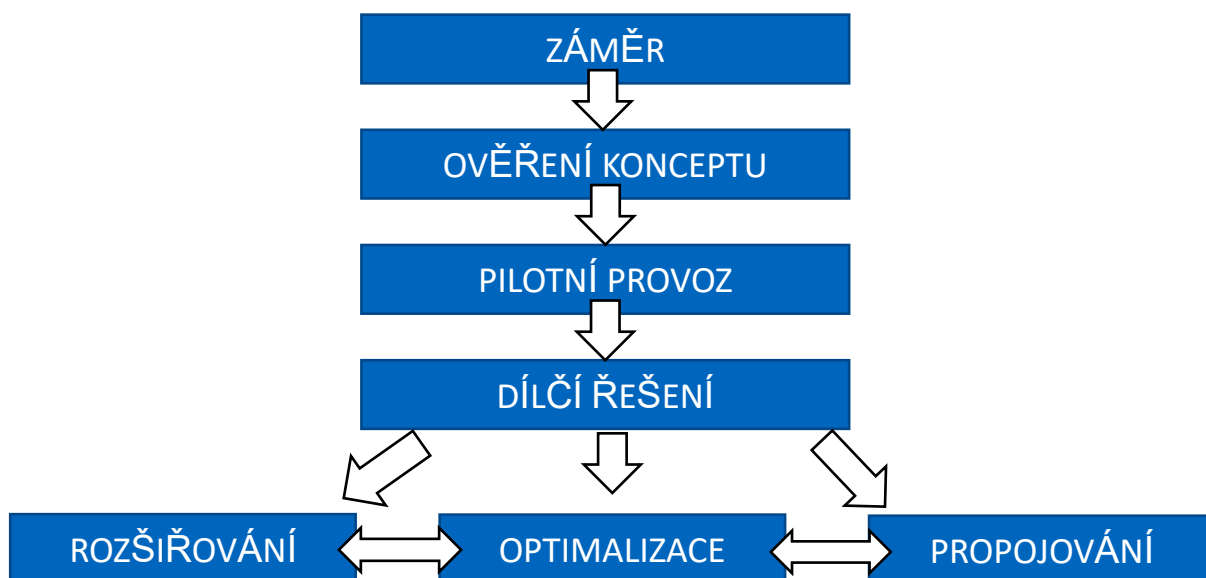 ZÁMĚR
OVĚŘENÍ KONCEPTU
PILOTNÍ PROVOZ
DÍLČÍ ŘEŠENÍ
ROZŠIŘOVÁNÍ
OPTIMALIZACE
PROPOJOVÁNÍ